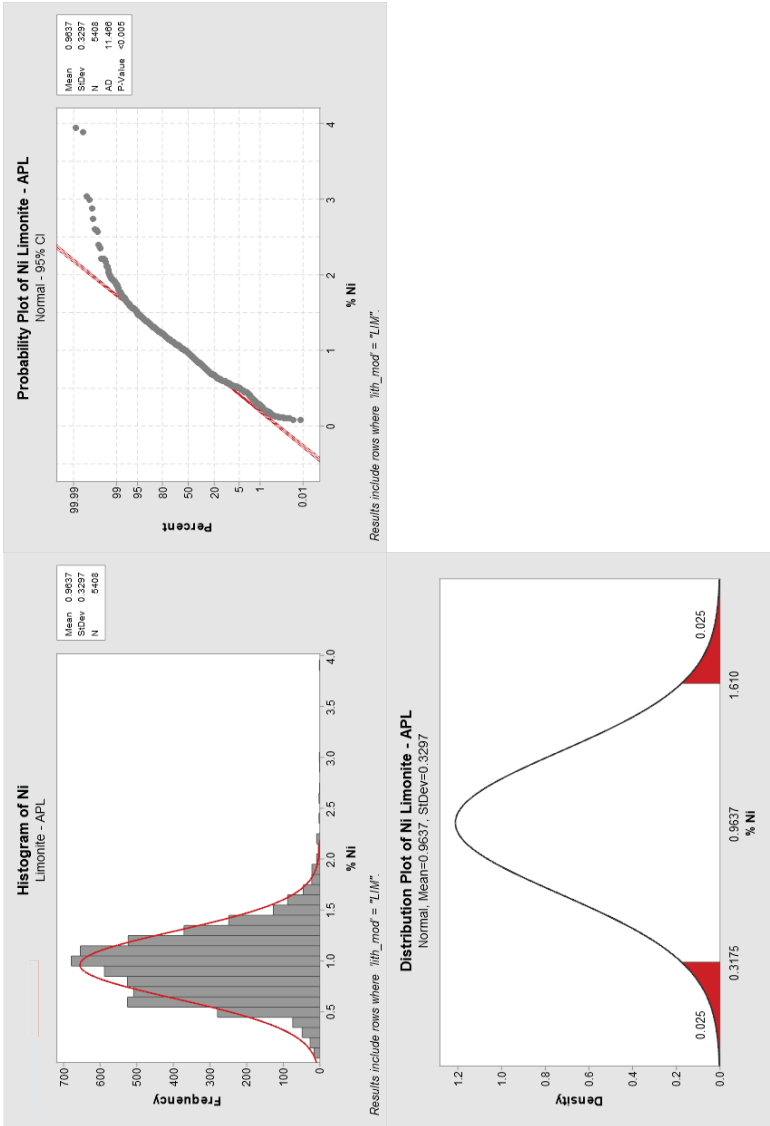 Histogram of Ni
Limonite - APL
Mean 0.9637
StDev 0.3297
N 5408
Frequency
700
600
500
400
300
200
100
0
0.5 1.0 1.5 2.0 2.5 3.0 3.5 4.0
% Ni
Results include rows where 'lith_mod' = "LIM".
Probability Plot of Ni Limonite - APL
Normal - 95% CI
Mean 0.9637
StDev 0.3297
N 5408
AD 11.466
P-Value <0.005
Percent
99.99
99
95
80
50
20
5
1
0.01
0 1 2 3 4
% Ni
Results include rows where 'lith_mod' = "LIM".
Distribution Plot of Ni Limonite - APL
Normal, Mean=0.9637, StDev=0.3297
Density
1.2
1.0
0.8
0.6
0.4
0.2
0.0
0.025 0.025
0.3175 0.9637 1.610
% Ni